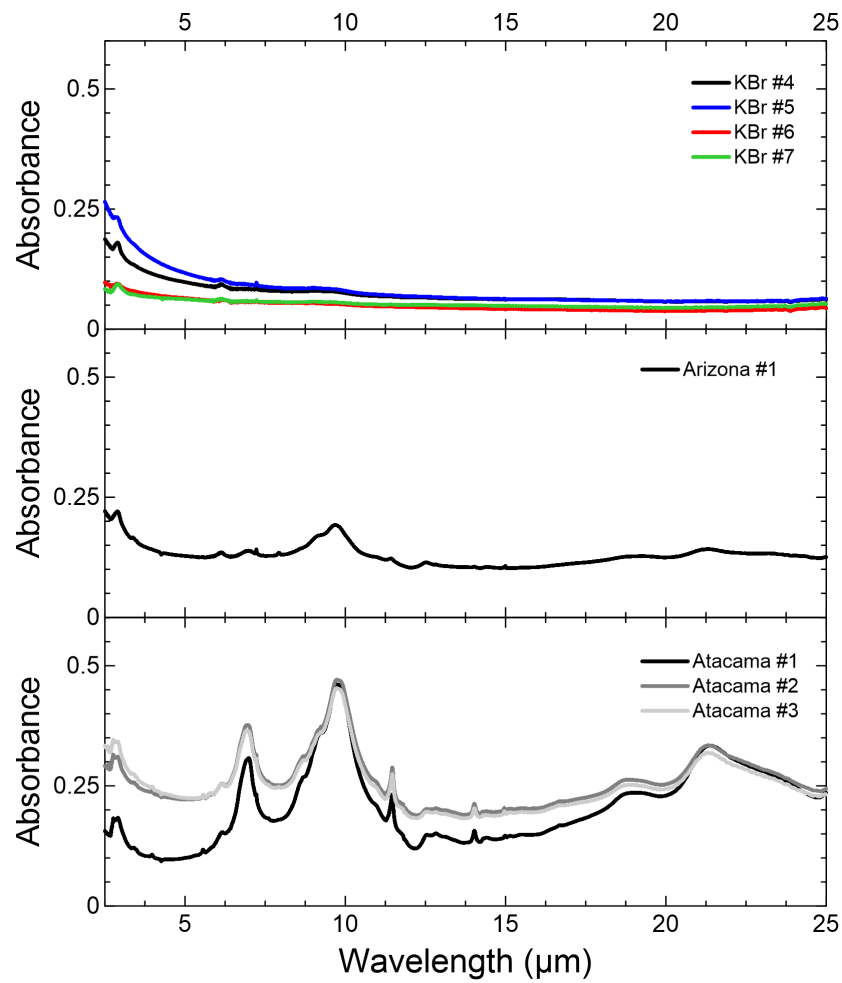 5 10 15 20 25
Absorbance
0.5
0.25
0
KBr #4
KBr #5
KBr #6
KBr #7
Absorbance
0.5
0.25
0
Arizona #1
Absorbance
0.5
0.25
0
Atacama #1
Atacama #2
Atacama #3
5 10 15 20 25
Wavelength (μm)